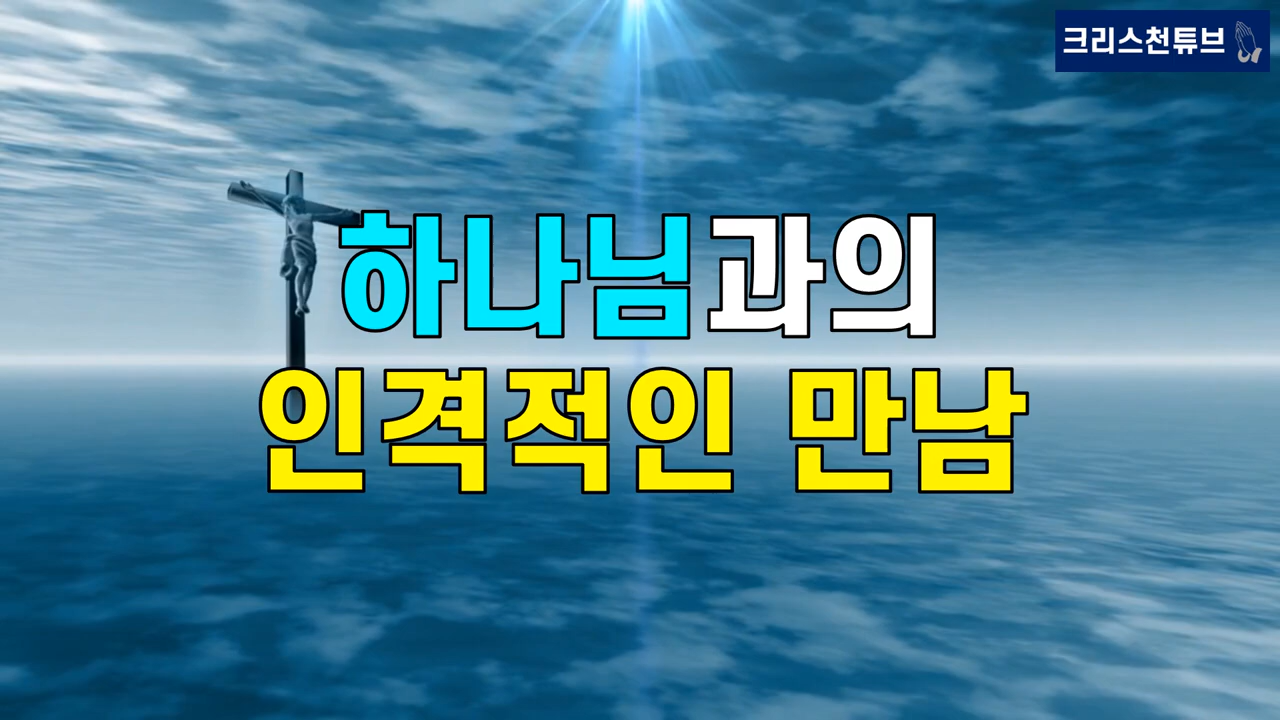 크리스천튜브
하나님과의
인격적인 만남